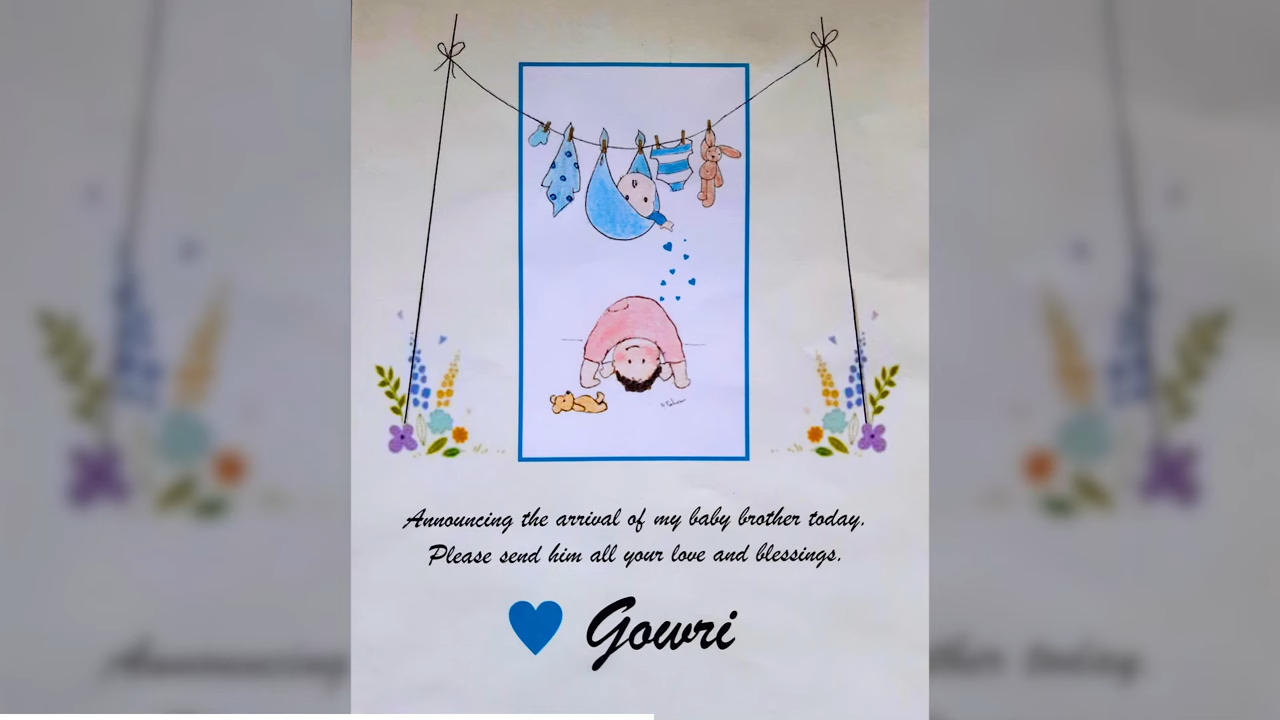 Announcing the arrival of my baby brother today.
Please send him all your love and blessings.
Gowri